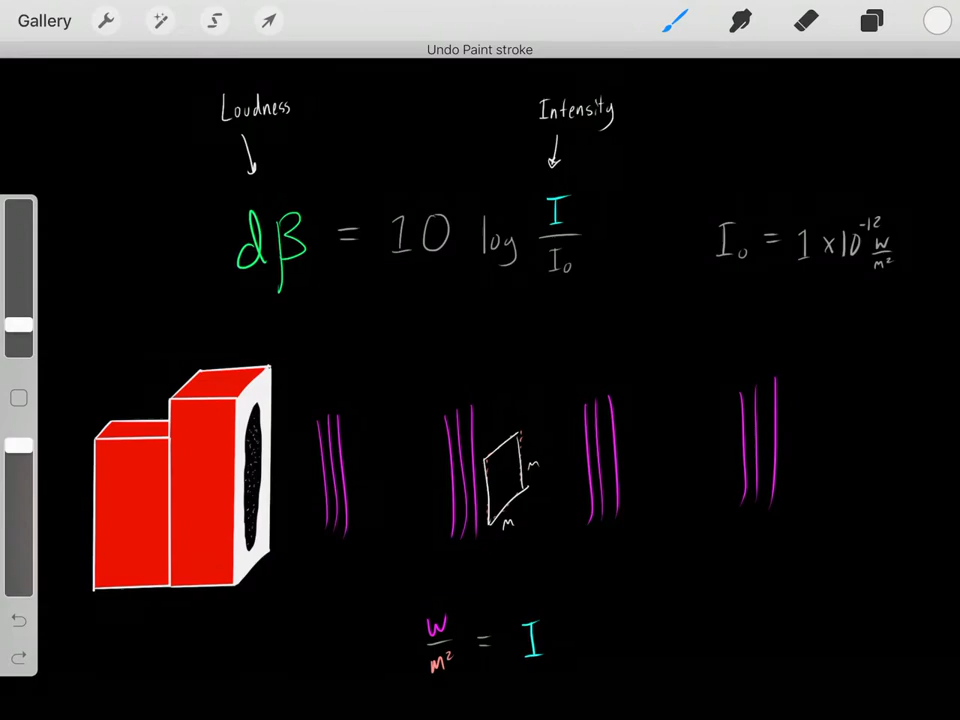 Gallery
Undo Paint stroke
Loudness
Intensity
dβ = 10 log I/I₀
I₀ = 1 × 10⁻¹² W/m²
M
M
W/M² = I